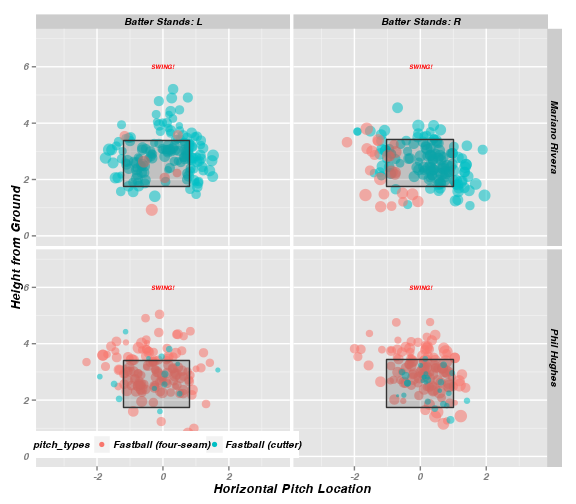 Batter Stands: L
Batter Stands: R
Height from Ground
6
4
2
0
SWING!
SWING!
Mariano Rivera
6
4
2
0
SWING!
SWING!
Phil Hughes
pitch_types Fastball (four-seam) Fastball (cutter)
-2 0 2
-2 0 2
Horizontal Pitch Location